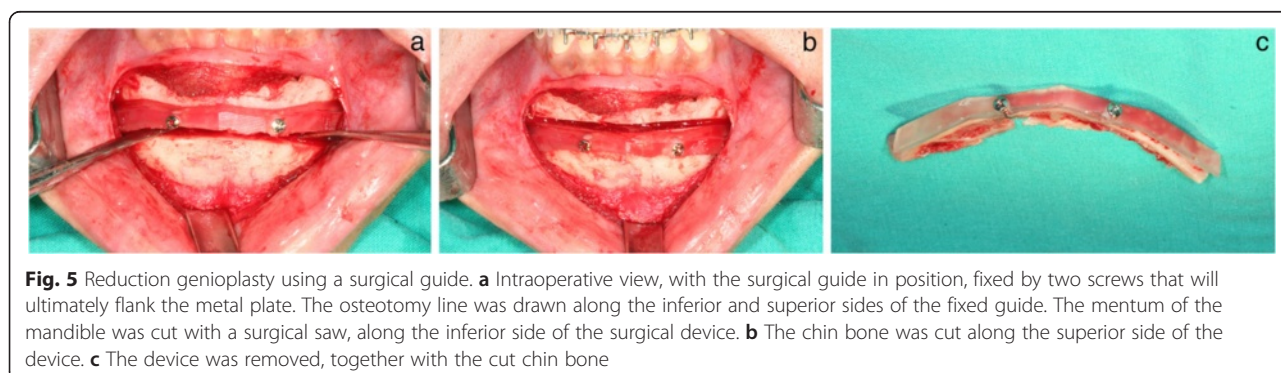 a
b
c
Fig. 5 Reduction genioplasty using a surgical guide. a Intraoperative view, with the surgical guide in position, fixed by two screws that will
ultimately flank the metal plate. The osteotomy line was drawn along the inferior and superior sides of the fixed guide. The mentum of the
mandible was cut with a surgical saw, along the inferior side of the surgical device. b The chin bone was cut along the superior side of the
device. c The device was removed, together with the cut chin bone